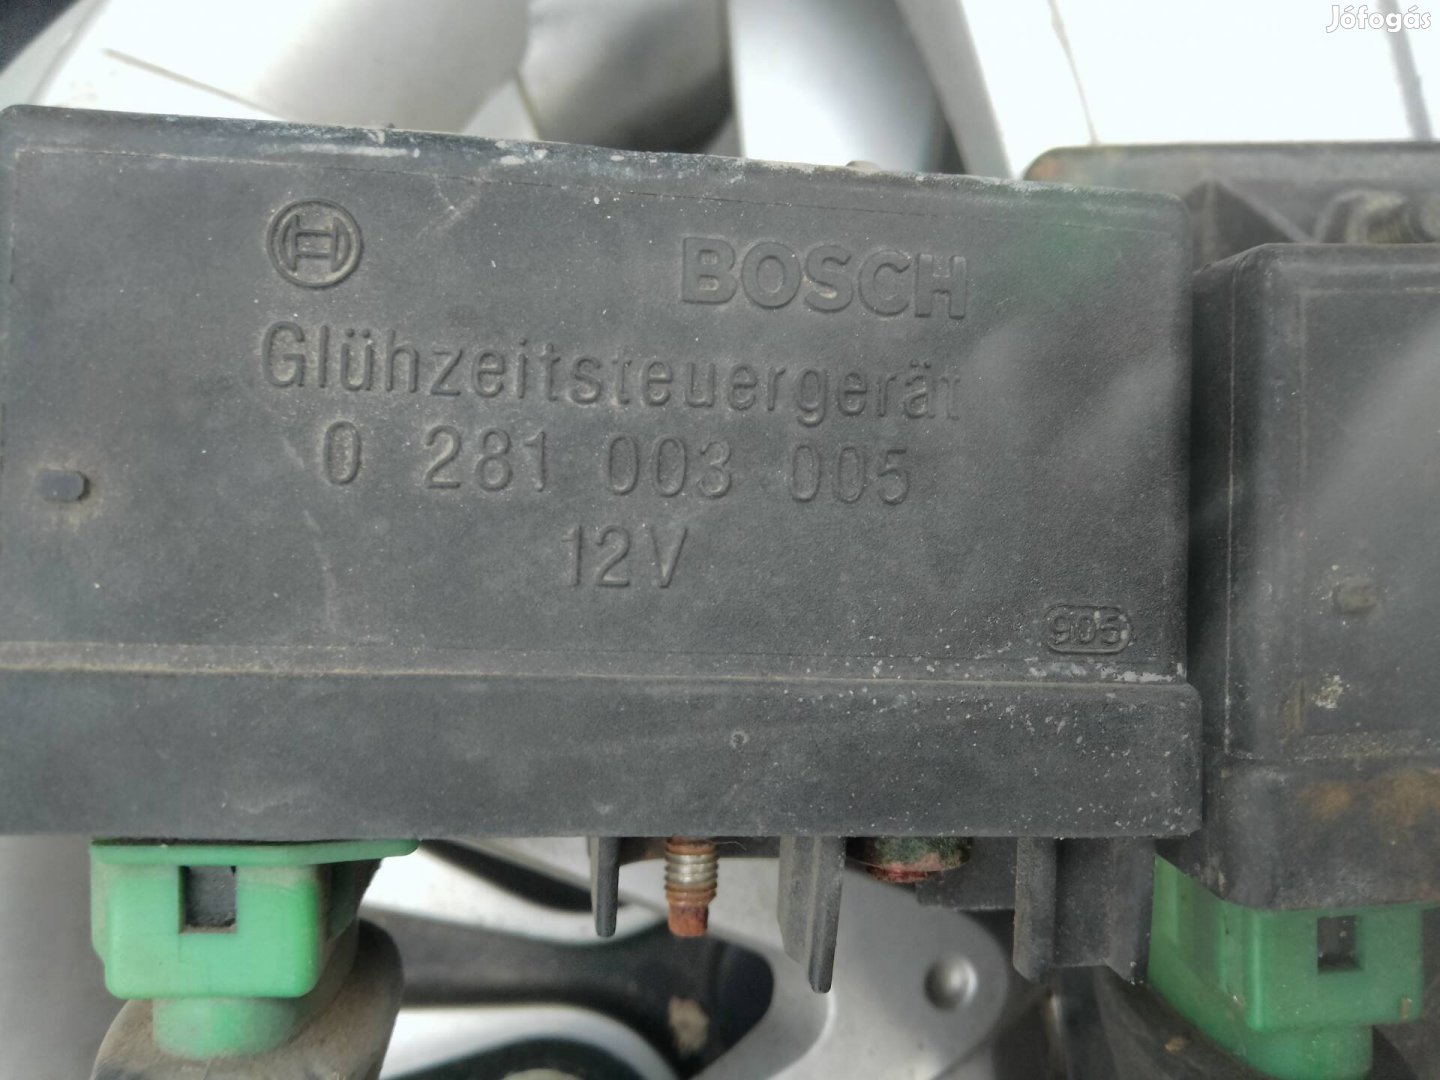 Jófogás
BOSCH
Glühzeitsteuergerät
0 281 003 005
12V
905